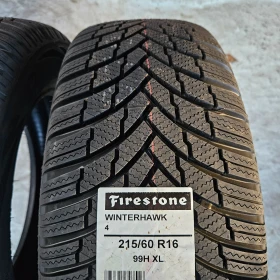 Firestone
WINTERHAWK
4
215/60 R16
99H XL